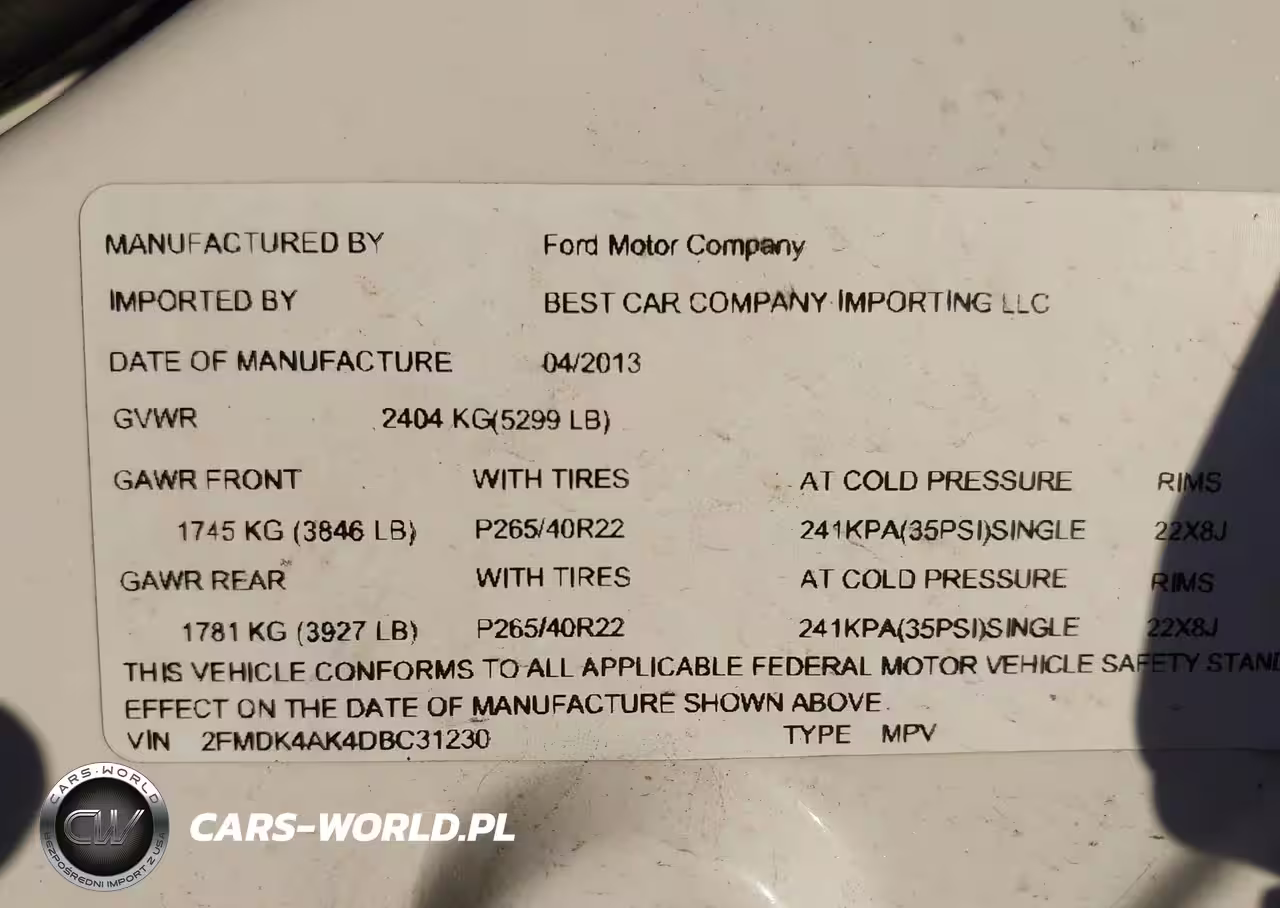 MANUFACTURED BY Ford Motor Company
IMPORTED BY BEST CAR COMPANY IMPORTING LLC
DATE OF MANUFACTURE 04/2013
GVWR 2404 KG(5299 LB)
GAWR FRONT WITH TIRES AT COLD PRESSURE RIMS
1745 KG (3846 LB) P265/40R22 241KPA(35PSI)SINGLE 22X8J
GAWR REAR WITH TIRES AT COLD PRESSURE RIMS
1781 KG (3927 LB) P265/40R22 241KPA(35PSI)SINGLE 22X8J
THIS VEHICLE CONFORMS TO ALL APPLICABLE FEDERAL MOTOR VEHICLE SAFETY STAND
EFFECT ON THE DATE OF MANUFACTURE SHOWN ABOVE.
VIN 2FMDK4AK4DBC31230 TYPE MPV
CARS-WORLD
CW
BEZPOŚREDNI IMPORT Z USA
CARS-WORLD.PL